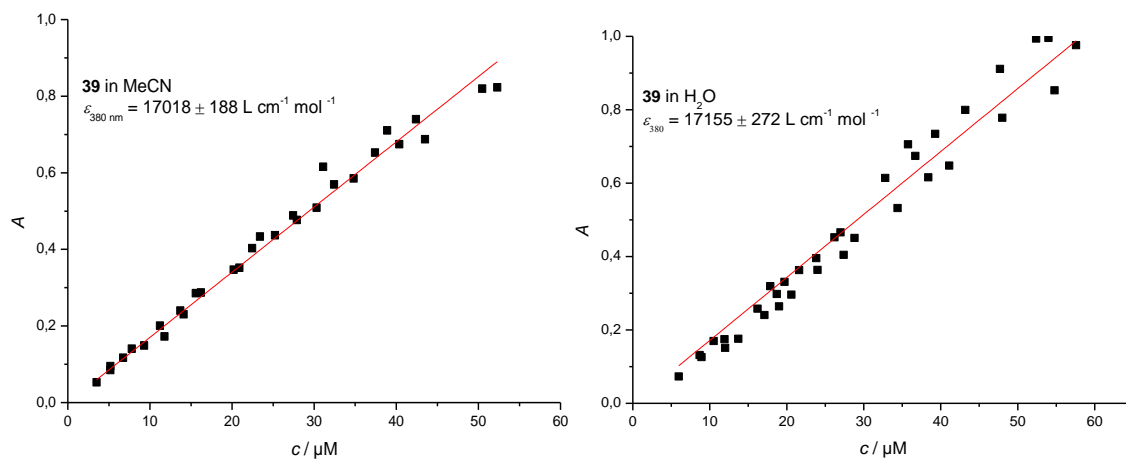 1,0
0,8
0,6
0,4
0,2
0,0
A
39 in MeCN
ε380 nm = 17018 ± 188 L cm-1 mol -1
0 10 20 30 40 50 60
c / µM
1,0
0,8
0,6
0,4
0,2
0,0
A
39 in H2O
ε380 = 17155 ± 272 L cm-1 mol -1
0 10 20 30 40 50 60
c / µM